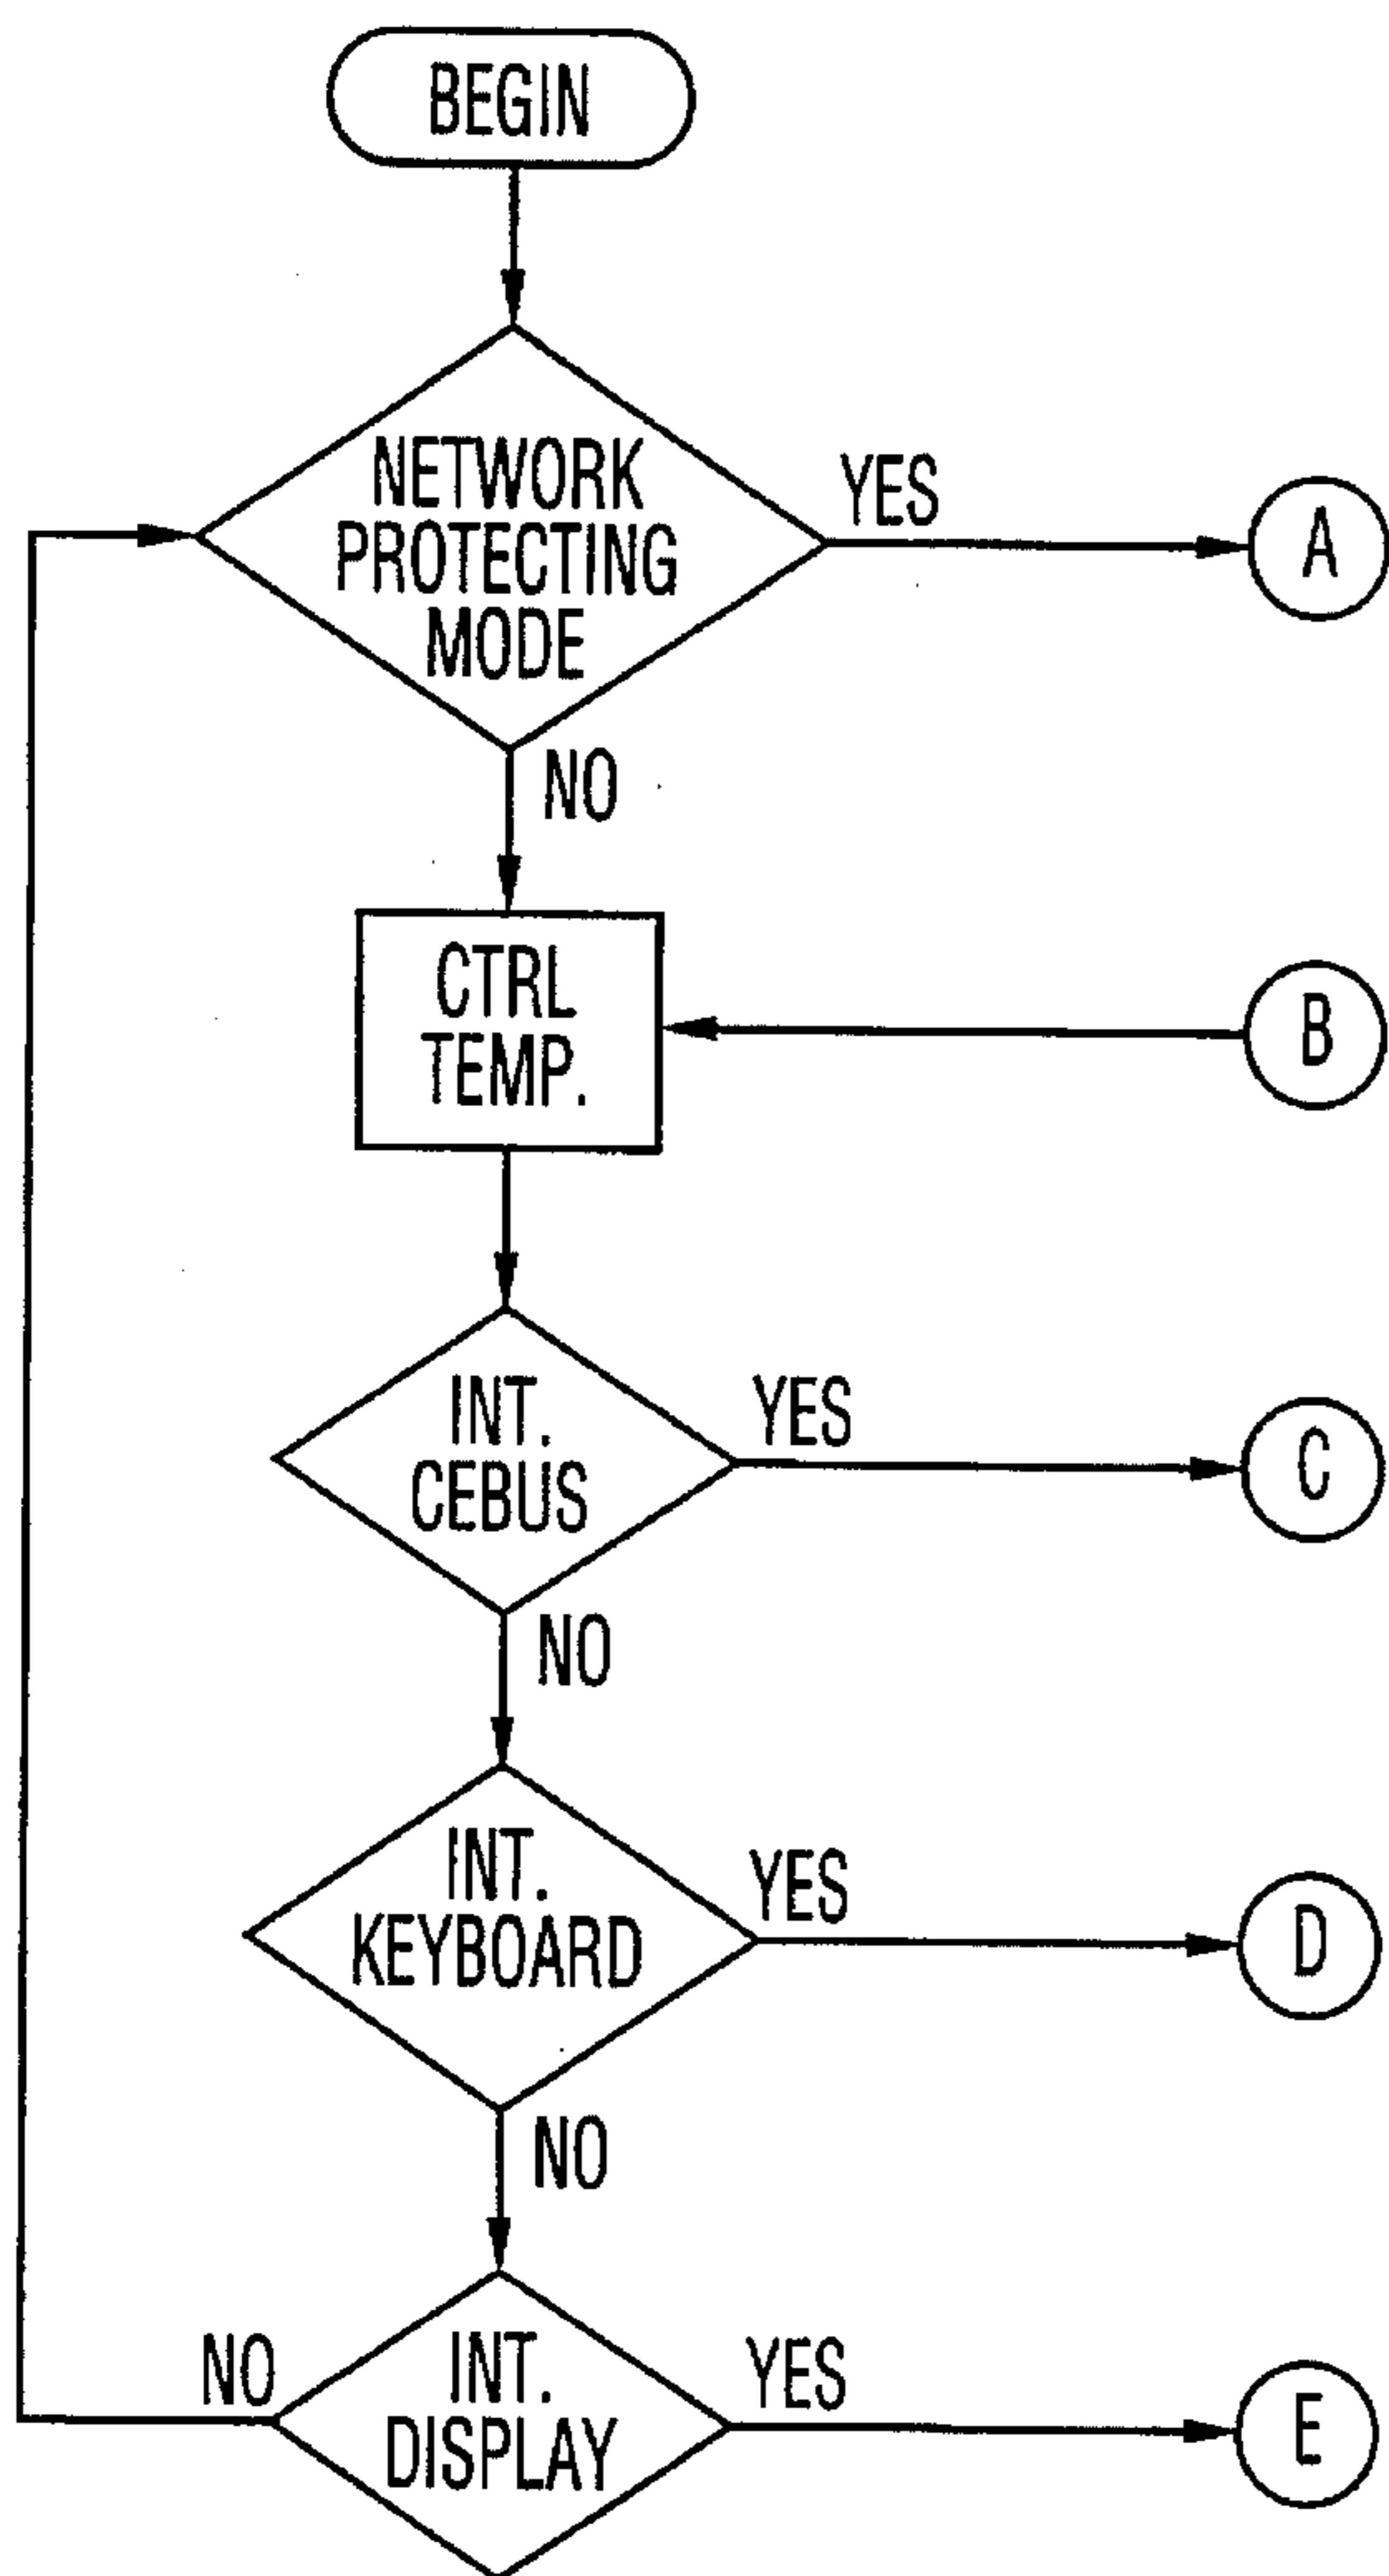 BEGIN
NETWORK
PROTECTING
MODE
YES
A
NO
CTRL
TEMP.
B
INT.
CEBUS
YES
C
NO
INT.
KEYBOARD
YES
D
NO
INT.
DISPLAY
NO
YES
E